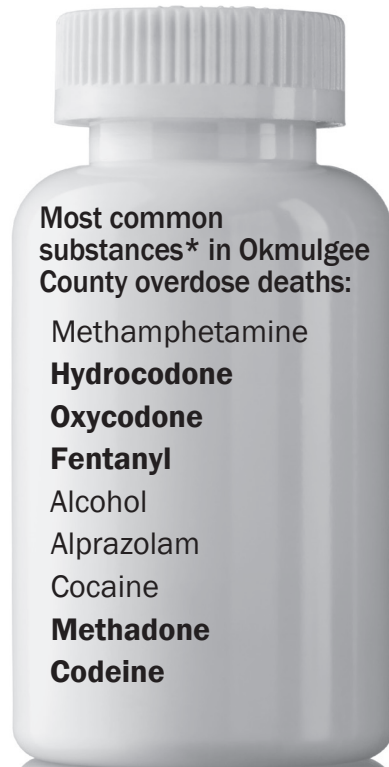 Most common
substances* in Okmulgee
County overdose deaths:
Methamphetamine
Hydrocodone
Oxycodone
Fentanyl
Alcohol
Alprazolam
Cocaine
Methadone
Codeine